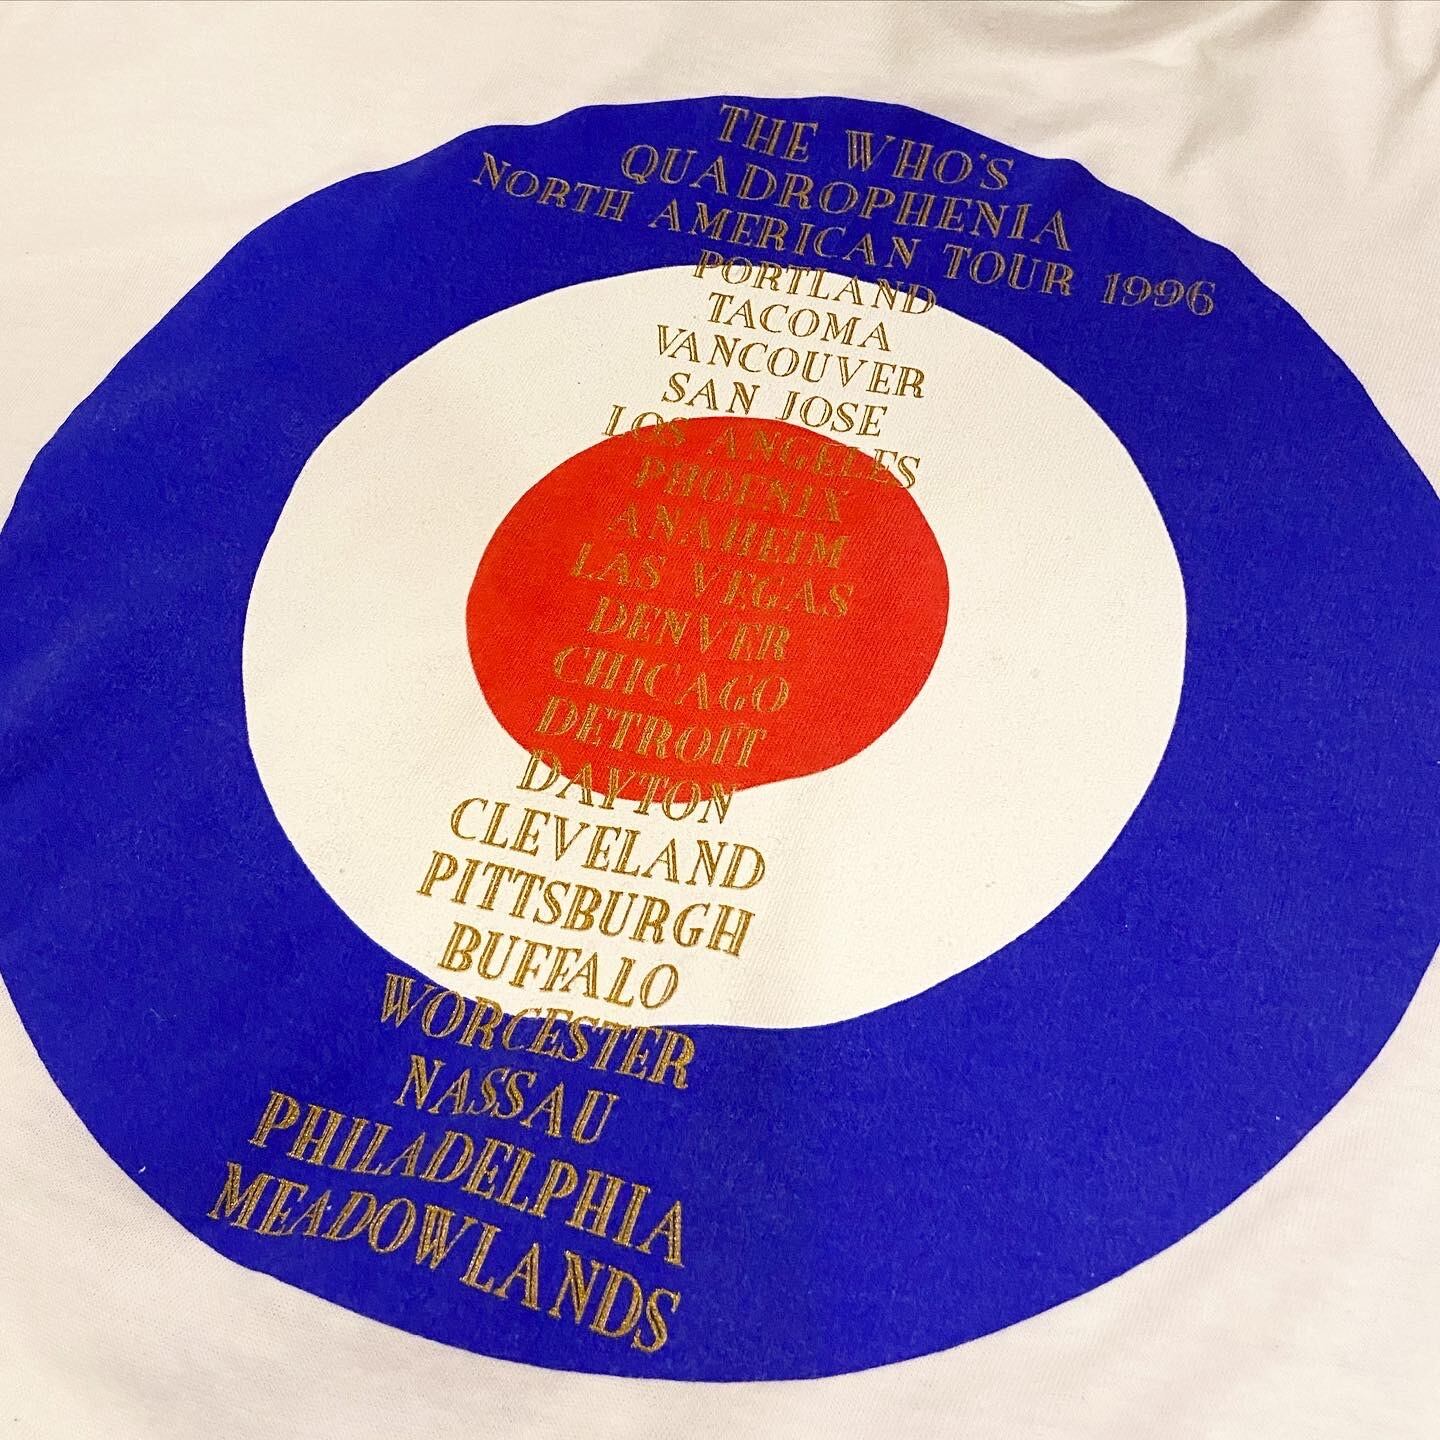 THE WHO'S
QUADROPHENIA
NORTH AMERICAN TOUR 1996
PORTLAND
TACOMA
VANCOUVER
SAN JOSE
LOS ANGELES
PHOENIX
ANAHEIM
LAS VEGAS
DENVER
CHICAGO
DETROIT
DAYTON
CLEVELAND
PITTSBURGH
BUFFALO
WORCESTER
NASSAU
PHILADELPHIA
MEADOWLANDS